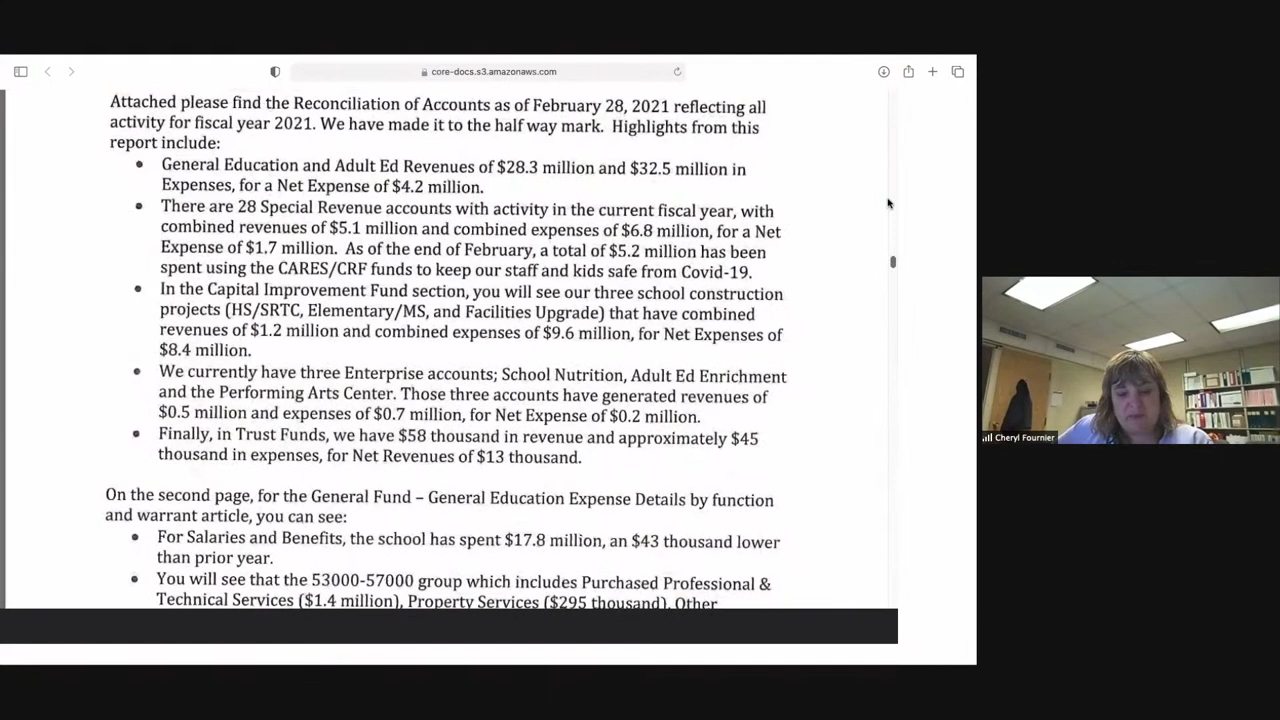 core-docs.s3.amazonaws.com
Attached please find the Reconciliation of Accounts as of February 28, 2021 reflecting all
activity for fiscal year 2021. We have made it to the half way mark. Highlights from this
report include:
• General Education and Adult Ed Revenues of $28.3 million and $32.5 million in
Expenses, for a Net Expense of $4.2 million.
• There are 28 Special Revenue accounts with activity in the current fiscal year, with
combined revenues of $5.1 million and combined expenses of $6.8 million, for a Net
Expense of $1.7 million. As of the end of February, a total of $5.2 million has been
spent using the CARES/CRF funds to keep our staff and kids safe from Covid-19.
• In the Capital Improvement Fund section, you will see our three school construction
projects (HS/SRTC, Elementary/MS, and Facilities Upgrade) that have combined
revenues of $1.2 million and combined expenses of $9.6 million, for Net Expenses of
$8.4 million.
• We currently have three Enterprise accounts; School Nutrition, Adult Ed Enrichment
and the Performing Arts Center. Those three accounts have generated revenues of
$0.5 million and expenses of $0.7 million, for Net Expense of $0.2 million.
• Finally, in Trust Funds, we have $58 thousand in revenue and approximately $45
thousand in expenses, for Net Revenues of $13 thousand.
On the second page, for the General Fund – General Education Expense Details by function
and warrant article, you can see:
• For Salaries and Benefits, the school has spent $17.8 million, an $43 thousand lower
than prior year.
• You will see that the 53000-57000 group which includes Purchased Professional &
Technical Services ($1.4 million), Property Services ($295 thousand), Other
Cheryl Fournier